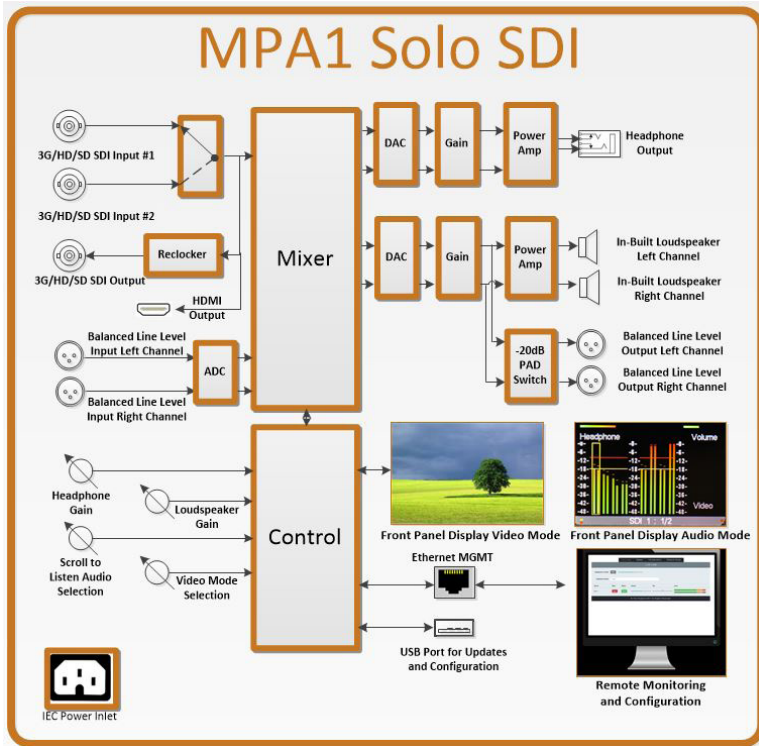 MPA1 Solo SDI
3G/HD/SD SDI Input #1
3G/HD/SD SDI Input #2
Reclocker
3G/HD/SD SDI Output
HDMI
Output
Balanced Line Level
Input Left Channel
ADC
Balanced Line Level
Input Right Channel
Mixer
DAC
Gain
Power
Amp
Headphone
Output
DAC
Gain
Power
Amp
In-Built Loudspeaker
Left Channel
In-Built Loudspeaker
Right Channel
-20dB
PAD
Switch
Balanced Line Level
Output Left Channel
Balanced Line Level
Output Right Channel
Headphone
Gain
Loudspeaker
Gain
Scroll to
Listen Audio
Selection
Video Mode
Selection
Control
Front Panel Display Video Mode
Headphone
Volume
Video
SDI 1 : 1/2
Front Panel Display Audio Mode
Ethernet MGMT
USB Port for Updates
and Configuration
Remote Monitoring
and Configuration
IEC Power Inlet